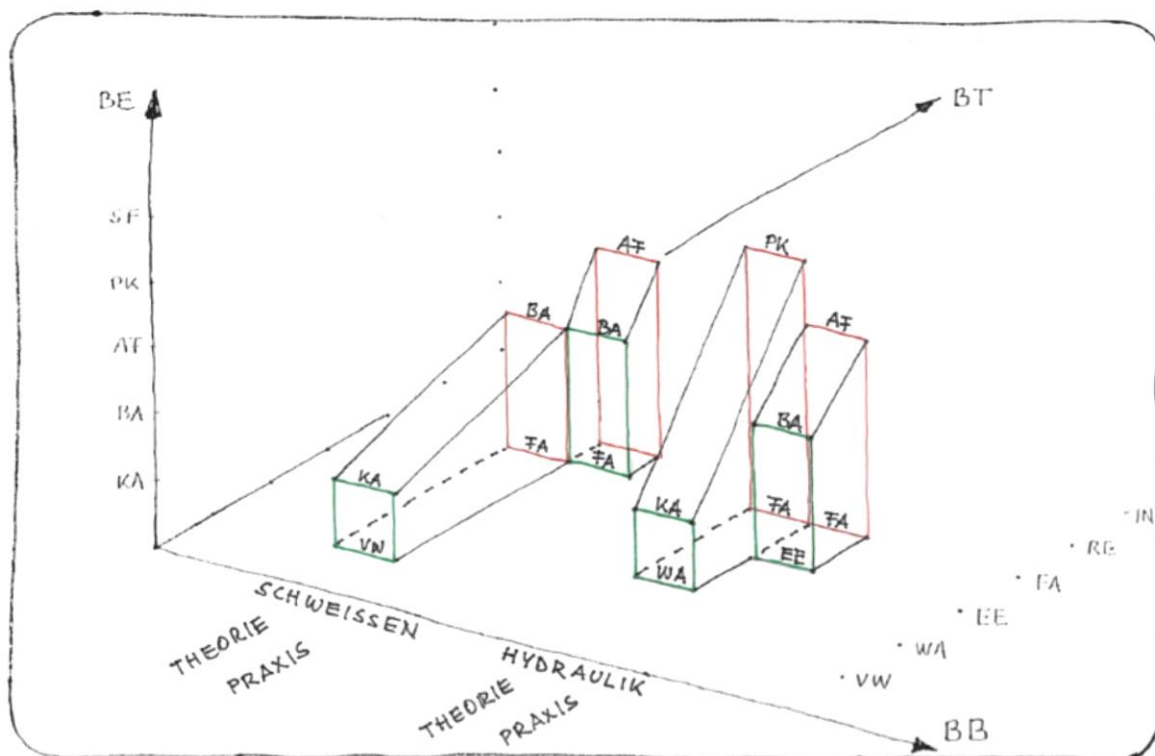 BE
BT
SF
PK
AF
BA
KA
AF
BA
BA
KA
FA
FA
VW
PK
AF
BA
KA
FA
FA
WA
EE
IN
RE
FA
EE
WA
VW
SCHWEISSEN
THEORIE
PRAXIS
HYDRAULIK
THEORIE
PRAXIS
BB